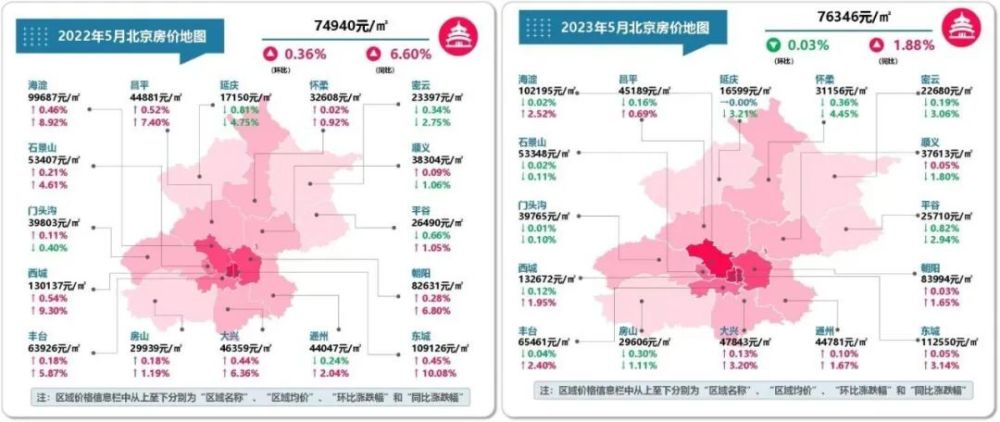 2022年5月北京房价地图
74940元/㎡
0.36%
(环比)
6.60%
(同比)
海淀
99687元/㎡
↑0.46%
↑8.92%
昌平
44881元/㎡
↑0.52%
↑7.40%
延庆
17150元/㎡
↓0.81%
↓4.75%
怀柔
32608元/㎡
↑0.02%
↑0.92%
密云
23397元/㎡
↓2.34%
↓2.75%
石景山
53407元/㎡
↑0.21%
↑4.61%
顺义
38304元/㎡
↑0.09%
↓1.06%
门头沟
39803元/㎡
↑0.11%
↓0.40%
平谷
26490元/㎡
↓0.66%
↑1.05%
西城
130137元/㎡
↑0.54%
↑9.30%
朝阳
82631元/㎡
↑0.28%
↑6.80%
丰台
63926元/㎡
↑0.18%
↑5.87%
房山
29939元/㎡
↑0.18%
↑1.19%
大兴
46359元/㎡
↑0.44%
↑6.36%
通州
44047元/㎡
↓0.24%
↑2.04%
东城
109126元/㎡
↑0.45%
↑10.08%
注：区域价格信息栏中从上至下分别为“区域名称”、“区域均价”、“环比涨跌幅”和“同比涨跌幅”
2023年5月北京房价地图
76346元/㎡
0.03%
(环比)
1.88%
(同比)
海淀
102195元/㎡
↓0.02%
↑2.52%
昌平
45189元/㎡
↓0.16%
↑0.69%
延庆
16599元/㎡
→0.00%
↓3.21%
怀柔
31156元/㎡
↓0.36%
↓4.45%
密云
22680元/㎡
↓0.19%
↓3.06%
石景山
53348元/㎡
↓0.02%
↓0.11%
顺义
37613元/㎡
↑0.05%
↓1.80%
门头沟
39765元/㎡
↓0.01%
↓0.10%
平谷
25710元/㎡
↓0.82%
↓2.94%
西城
132672元/㎡
↓0.12%
↑1.95%
朝阳
83994元/㎡
↑0.03%
↑1.65%
丰台
65461元/㎡
↓0.04%
↑2.40%
房山
29606元/㎡
↓0.30%
↓1.11%
大兴
47843元/㎡
↑0.13%
↑3.20%
通州
44781元/㎡
↑0.10%
↑1.67%
东城
112550元/㎡
↑0.05%
↑3.14%
注：区域价格信息栏中从上至下分别为“区域名称”、“区域均价”、“环比涨跌幅”和“同比涨跌幅”